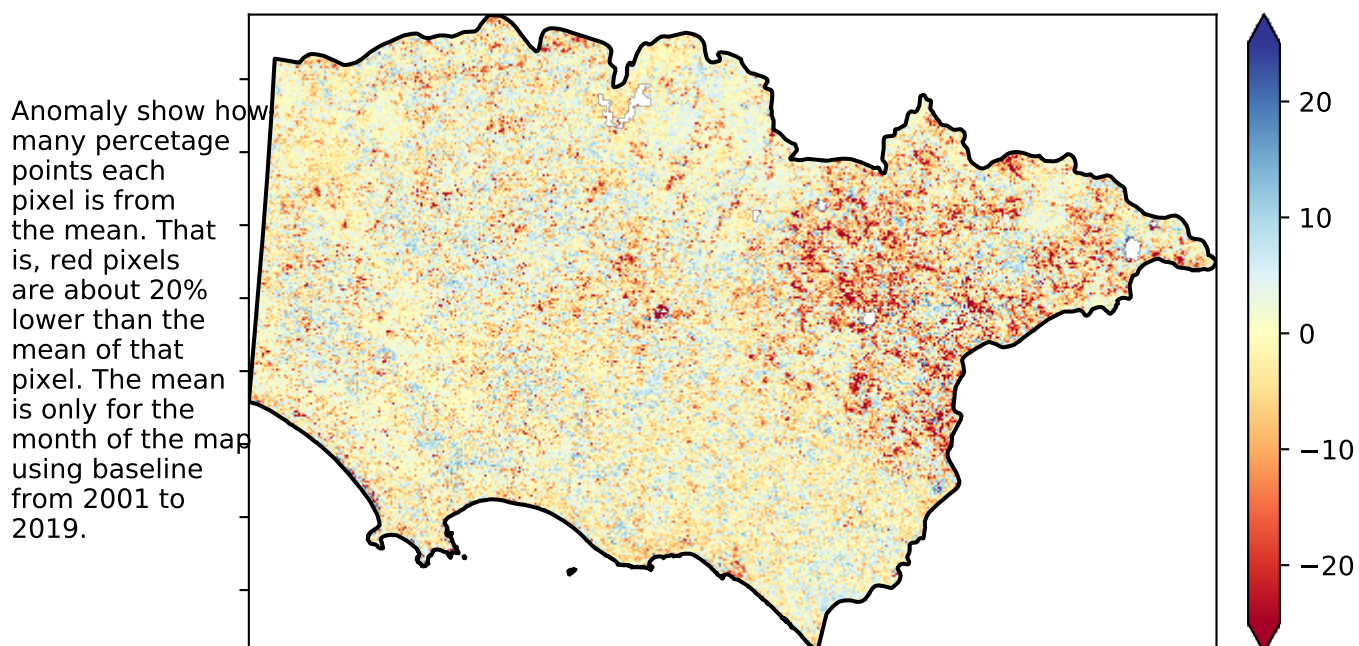 Anomaly show how
many percetage
points each
pixel is from
the mean. That
is, red pixels
are about 20%
lower than the
mean of that
pixel. The mean
is only for the
month of the map
using baseline
from 2001 to
2019.
20
10
0
−10
−20